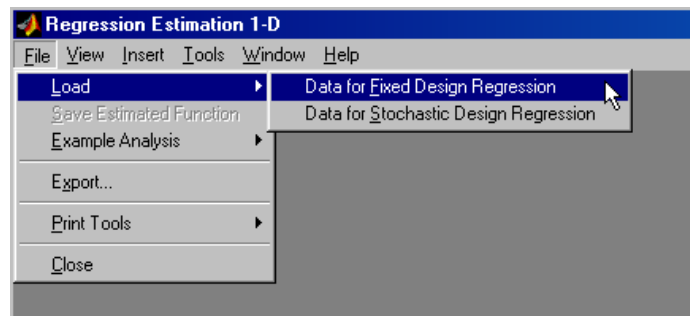 Regression Estimation 1-D
File View Insert Tools Window Help
Load
Data for Fixed Design Regression
Save Estimated Function
Data for Stochastic Design Regression
Example Analysis
Export...
Print Tools
Close